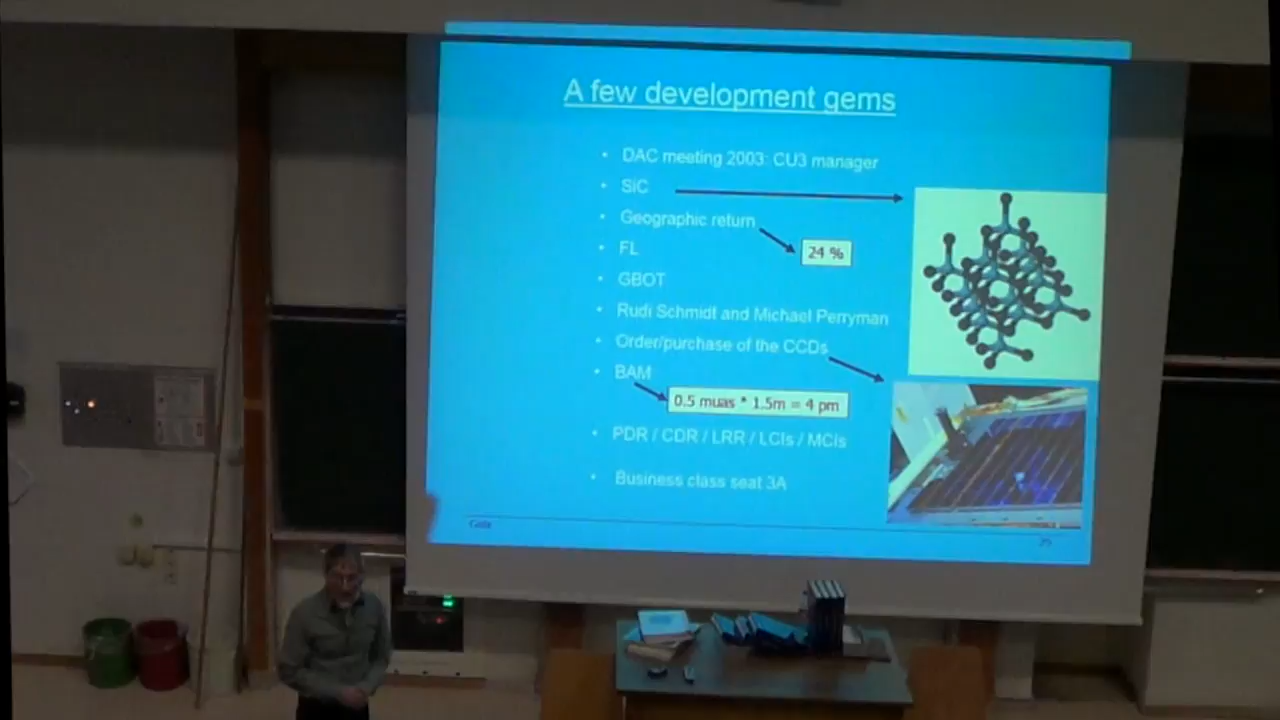 A few development gems
• DAC meeting 2003: CU3 manager
• SiC
• Geographic return
24 %
• FL
• GBOT
• Rudi Schmidt and Michael Perryman
• Order/purchase of the CCDs
• BAM
0.5 muas * 1.5m = 4 pm
• PDR / CDR / LRR / LCIs / MCIs
• Business class seat 3A
Gaia